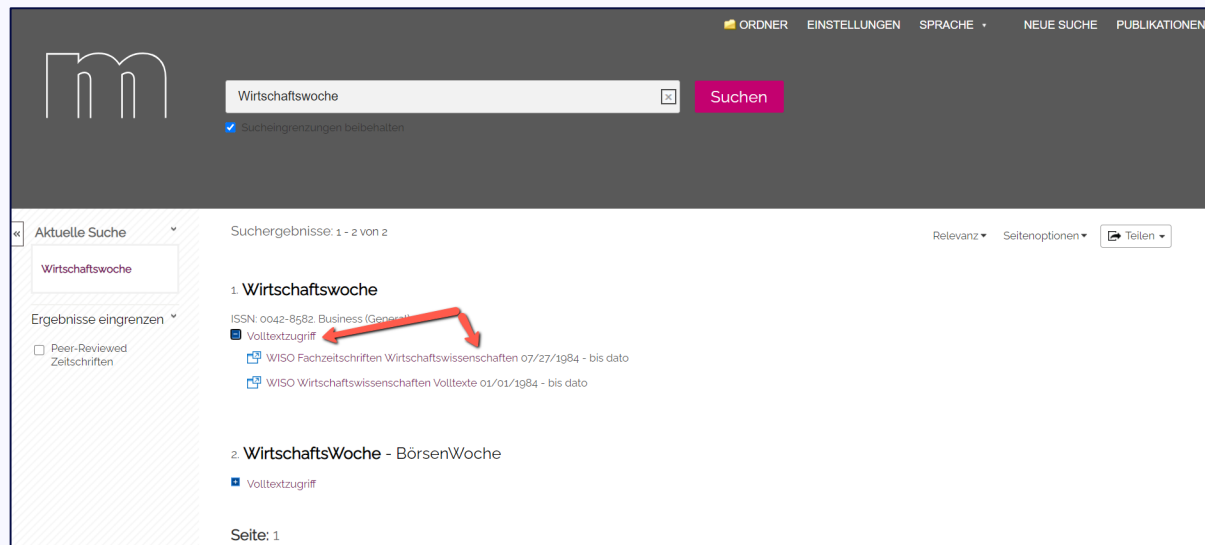 m
ORDNER EINSTELLUNGEN SPRACHE NEUE SUCHE PUBLIKATIONEN
Wirtschaftswoche Suchen
Sucheingrenzungen beibehalten
« Aktuelle Suche
Wirtschaftswoche
Ergebnisse eingrenzen
Peer-Reviewed
Zeitschriften
Suchergebnisse: 1 - 2 von 2
Relevanz Seitenoptionen Teilen
1. Wirtschaftswoche
ISSN: 0042-8582. Business (General)
Volltextzugriff
WISO Fachzeitschriften Wirtschaftswissenschaften 07/27/1984 - bis dato
WISO Wirtschaftswissenschaften Volltexte 01/01/1984 - bis dato
2. WirtschaftsWoche - BörsenWoche
Volltextzugriff
Seite: 1